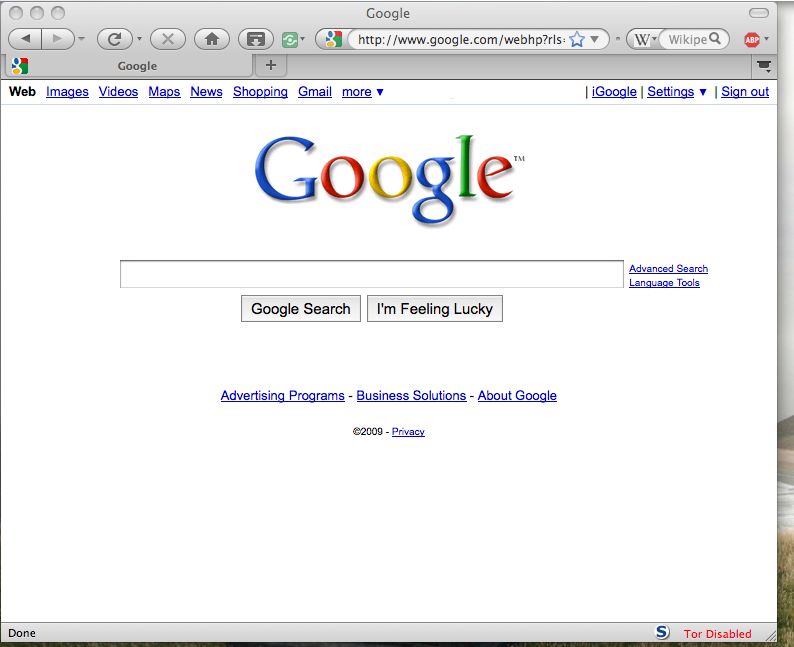 Google
http://www.google.com/webhp?rls:
W
Wikipe
ABP
Google
Web Images Videos Maps News Shopping Gmail more ▼ | iGoogle | Settings ▼ | Sign out
Google™
Advanced Search
Language Tools
Google Search I'm Feeling Lucky
Advertising Programs - Business Solutions - About Google
©2009 - Privacy
Done S Tor Disabled